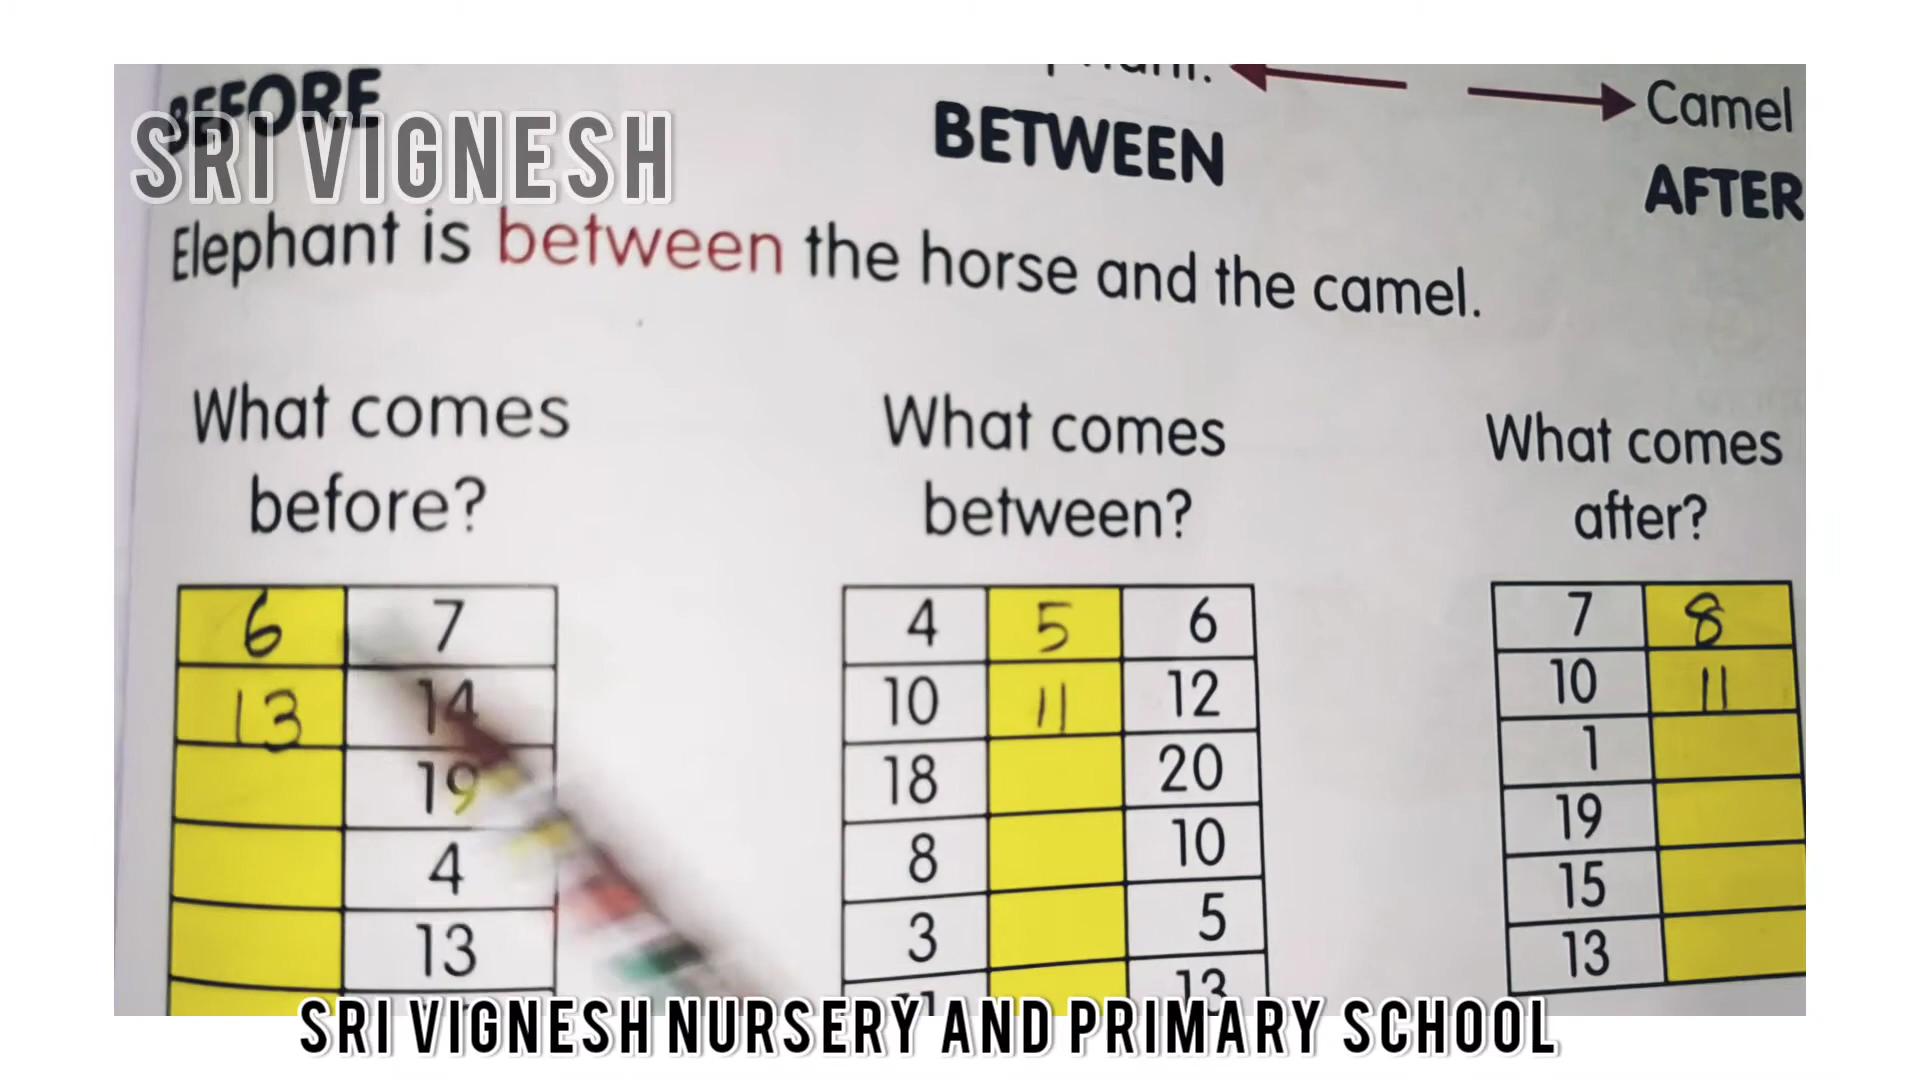 BEFORE
SRI VIGNESH
BETWEEN
Camel
AFTER
Elephant is between the horse and the camel.
What comes
before?
What comes
between?
What comes
after?
6 7
13 14
19
4
13
4 5 6
10 11 12
18 20
8 10
3 5
13
7 8
10 11
1
19
15
13
SRI VIGNESH NURSERY AND PRIMARY SCHOOL